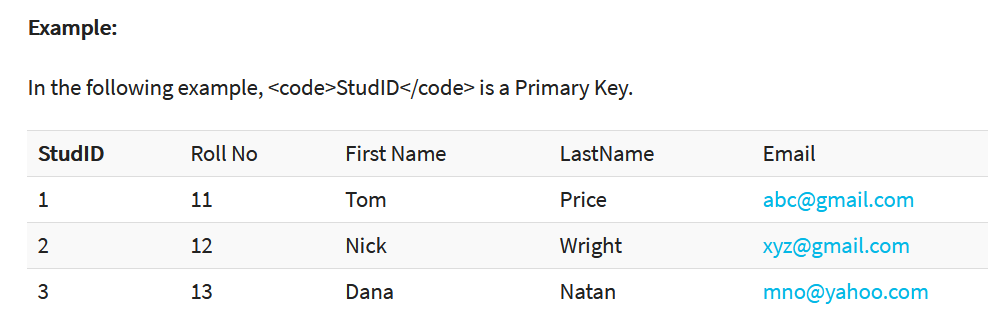 Example:
In the following example, <code>StudID</code> is a Primary Key.
StudID Roll No First Name LastName Email
1 11 Tom Price abc@gmail.com
2 12 Nick Wright xyz@gmail.com
3 13 Dana Natan mno@yahoo.com